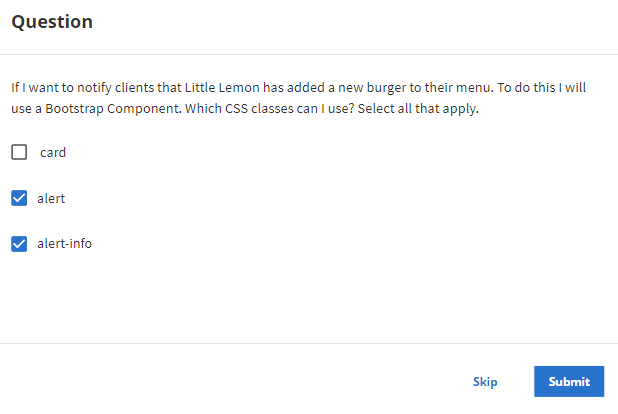 Question
If I want to notify clients that Little Lemon has added a new burger to their menu. To do this I will
use a Bootstrap Component. Which CSS classes can I use? Select all that apply.
card
alert
alert-info
Skip
Submit